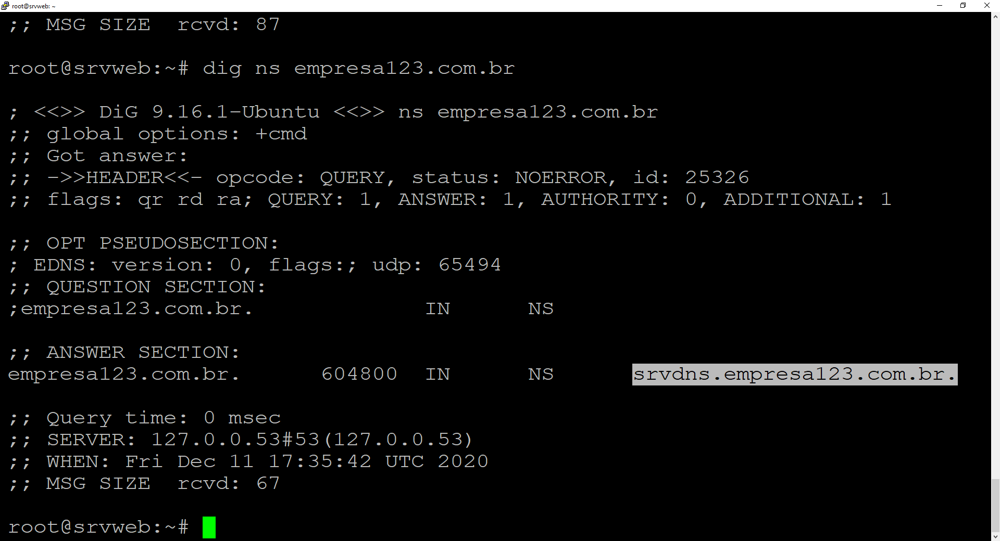 root@srvweb: ~
;; MSG SIZE  rcvd: 87
root@srvweb:~# dig ns empresa123.com.br
; <<>> DiG 9.16.1-Ubuntu <<>> ns empresa123.com.br
;; global options: +cmd
;; Got answer:
;; ->>HEADER<<- opcode: QUERY, status: NOERROR, id: 25326
;; flags: qr rd ra; QUERY: 1, ANSWER: 1, AUTHORITY: 0, ADDITIONAL: 1
;; OPT PSEUDOSECTION:
; EDNS: version: 0, flags:; udp: 65494
;; QUESTION SECTION:
;empresa123.com.br. IN NS
;; ANSWER SECTION:
empresa123.com.br. 604800 IN NS srvdns.empresa123.com.br.
;; Query time: 0 msec
;; SERVER: 127.0.0.53#53(127.0.0.53)
;; WHEN: Fri Dec 11 17:35:42 UTC 2020
;; MSG SIZE  rcvd: 67
root@srvweb:~#